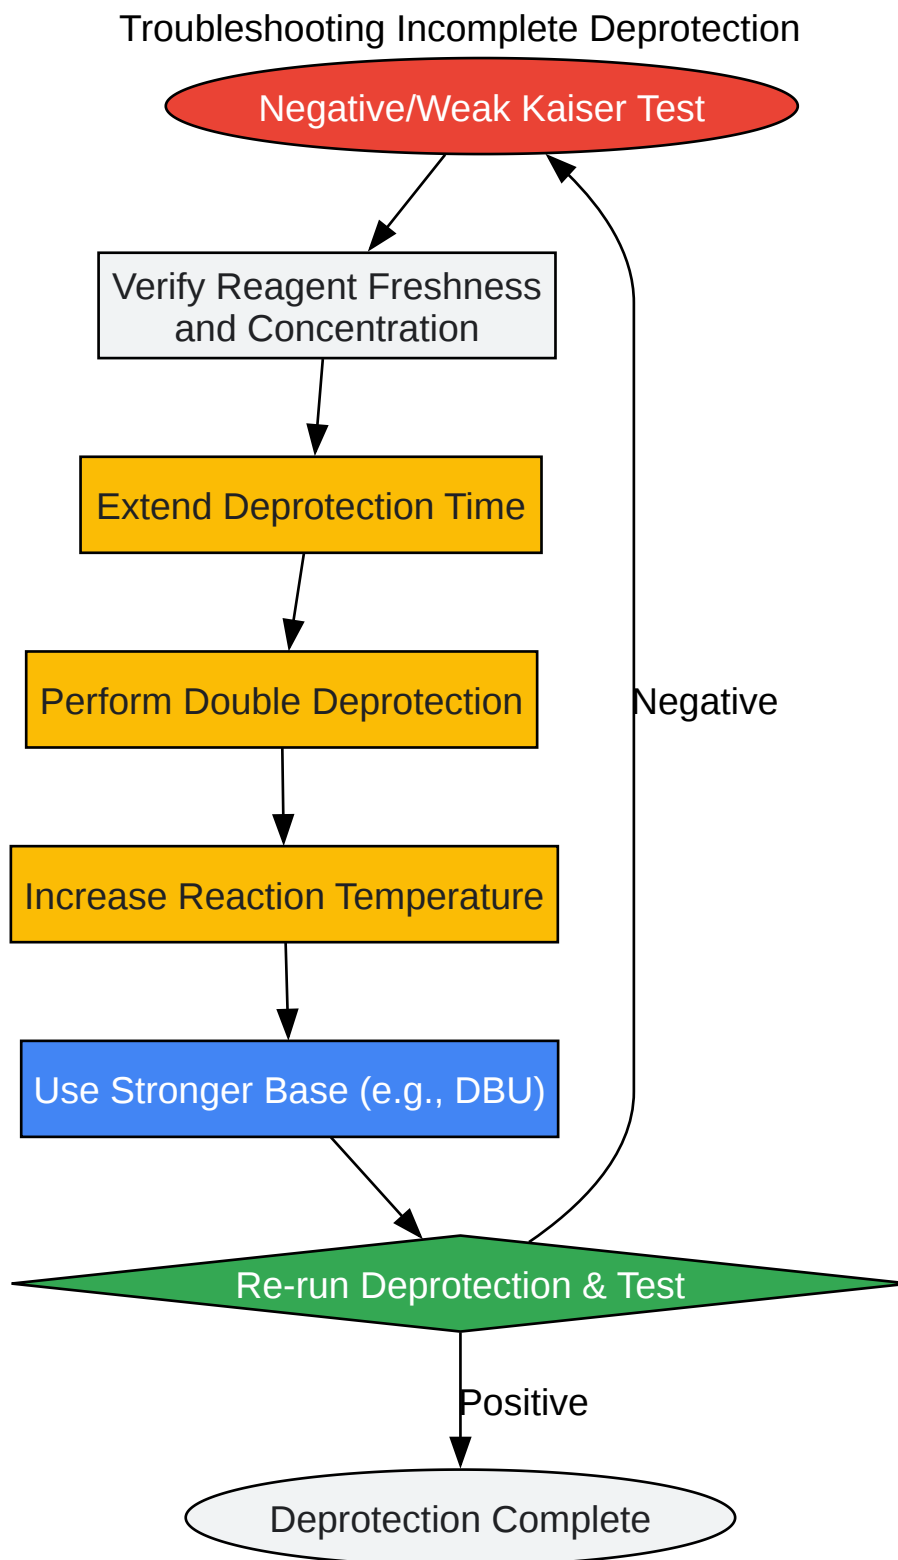 Troubleshooting Incomplete Deprotection
Negative/Weak Kaiser Test
Verify Reagent Freshness
and Concentration
Extend Deprotection Time
Perform Double Deprotection
Negative
Increase Reaction Temperature
Use Stronger Base (e.g., DBU)
Re-run Deprotection & Test
Positive
Deprotection Complete